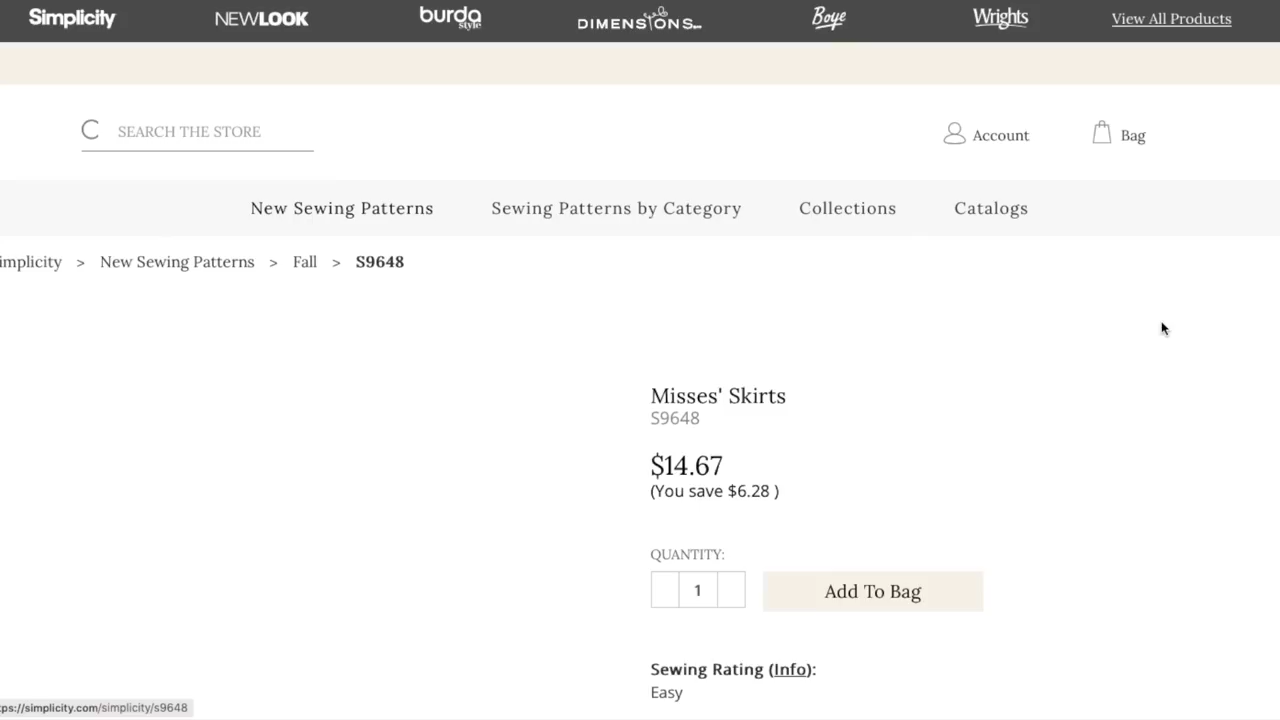 Simplicity NEWLOOK burda style DIMENSIONS Boye Wrights View All Products
SEARCH THE STORE
Account Bag
New Sewing Patterns Sewing Patterns by Category Collections Catalogs
implicity > New Sewing Patterns > Fall > S9648
Misses' Skirts
S9648
$14.67
(You save $6.28 )
QUANTITY:
1 Add To Bag
Sewing Rating (Info):
Easy
tps://simplicity.com/simplicity/s9648